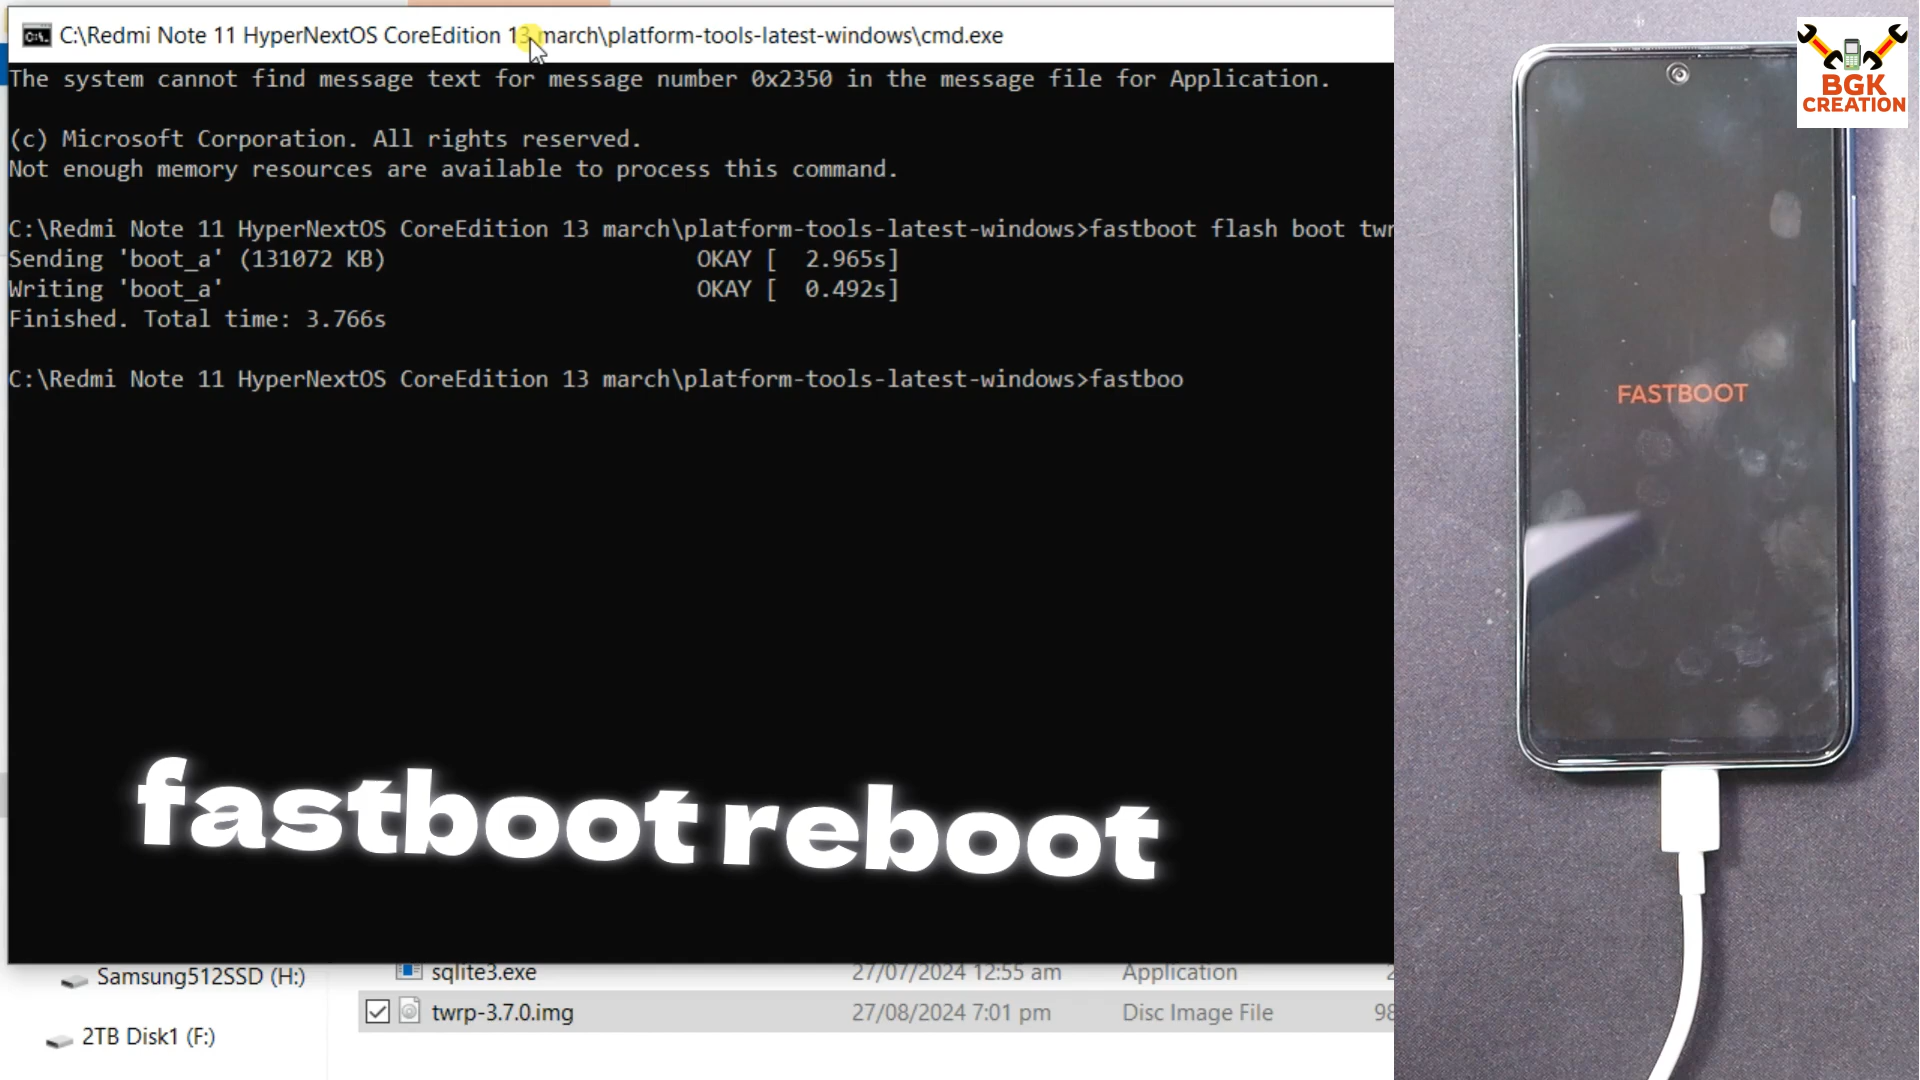 C:\Redmi Note 11 HyperNextOS CoreEdition 13 march\platform-tools-latest-windows\cmd.exe
The system cannot find message text for message number 0x2350 in the message file for Application.
(c) Microsoft Corporation. All rights reserved.
Not enough memory resources are available to process this command.
C:\Redmi Note 11 HyperNextOS CoreEdition 13 march\platform-tools-latest-windows>fastboot flash boot twr
Sending 'boot_a' (131072 KB) OKAY [ 2.965s]
Writing 'boot_a' OKAY [ 0.492s]
Finished. Total time: 3.766s
C:\Redmi Note 11 HyperNextOS CoreEdition 13 march\platform-tools-latest-windows>fastboo
fastboot reboot
Samsung512SSD (H:)
2TB Disk1 (F:)
sqlite3.exe 27/07/2024 12:55 am Application 2
twrp-3.7.0.img 27/08/2024 7:01 pm Disc Image File 98
FASTBOOT
BGK
CREATION